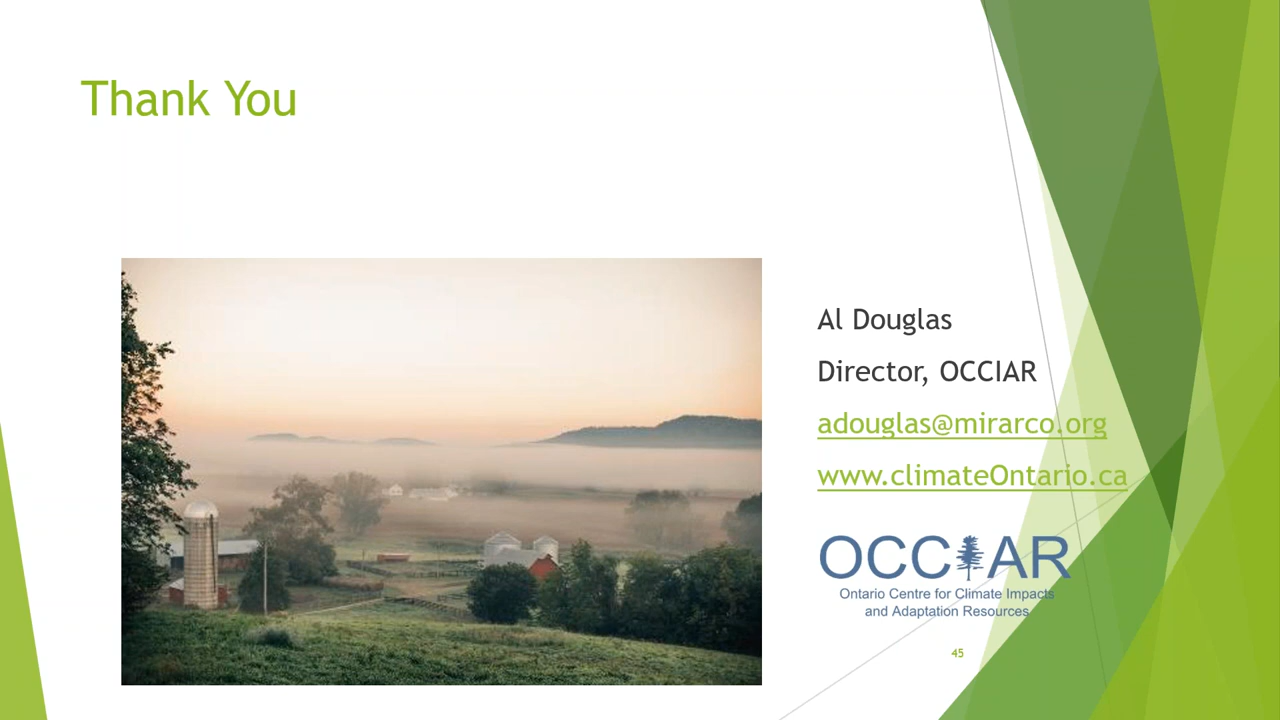 Thank You
Al Douglas
Director, OCCIAR
adouglas@mirarco.org
www.climateOntario.ca
OCCIAR
Ontario Centre for Climate Impacts
and Adaptation Resources
45